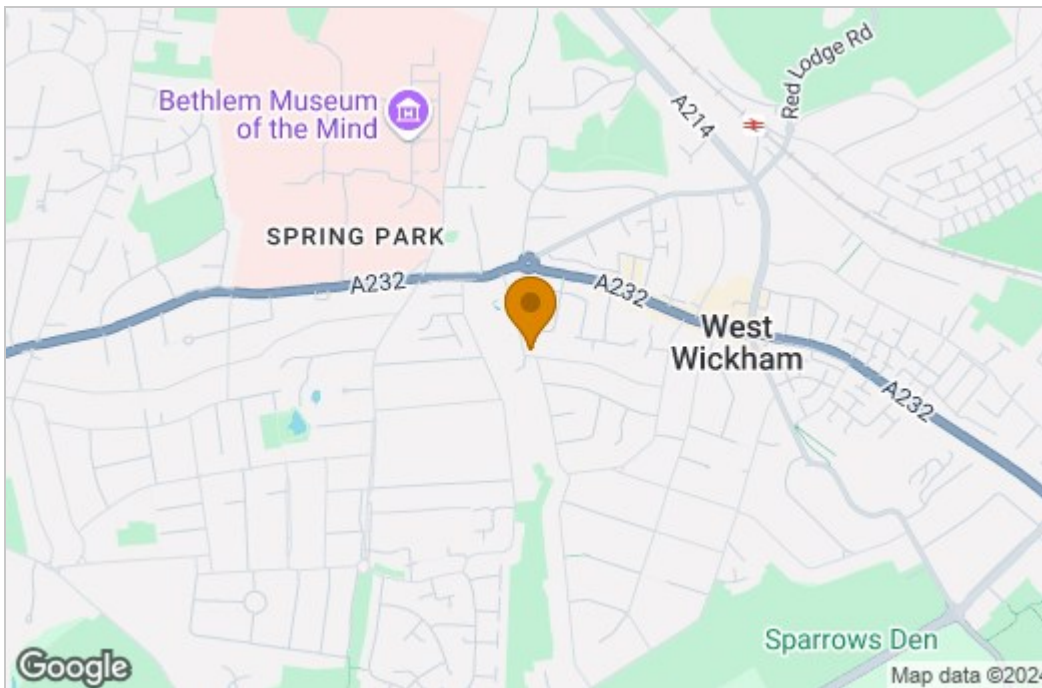 Red Lodge Rd
Bethlem Museum
of the Mind
A214
SPRING PARK
A232
A232
West
Wickham
A232
Sparrows Den
Google
Map data ©2024